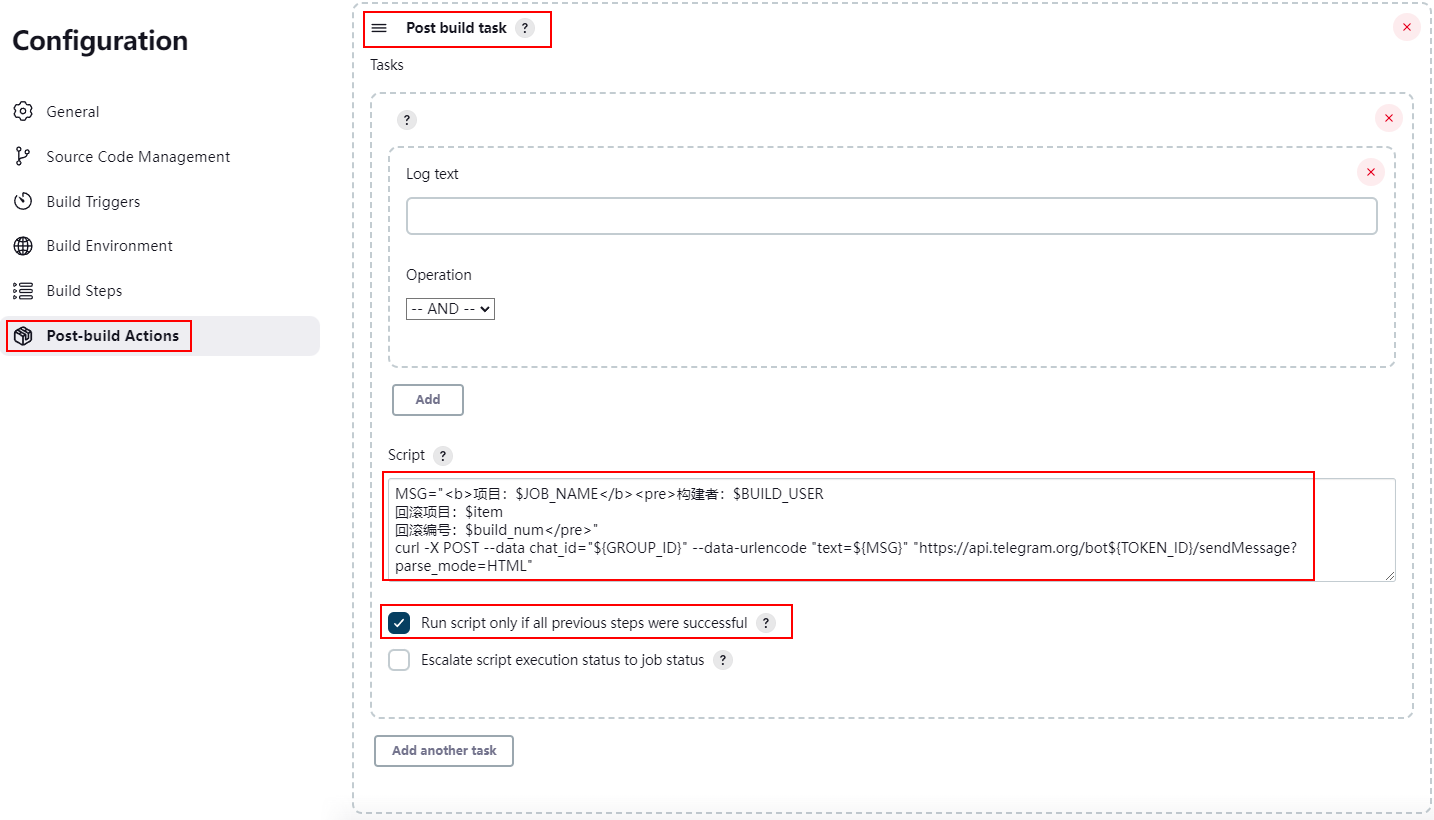 Configuration
General
Source Code Management
Build Triggers
Build Environment
Build Steps
Post-build Actions
Post build task ?
Tasks
?
Log text
Operation
-- AND --
Add
Script ?
MSG="<b>项目：$JOB_NAME</b><pre>构建者：$BUILD_USER
回滚项目：$item
回滚编号：$build_num</pre>"
curl -X POST --data chat_id="${GROUP_ID}" --data-urlencode "text=${MSG}" "https://api.telegram.org/bot${TOKEN_ID}/sendMessage?
parse_mode=HTML"
Run script only if all previous steps were successful ?
Escalate script execution status to job status ?
Add another task